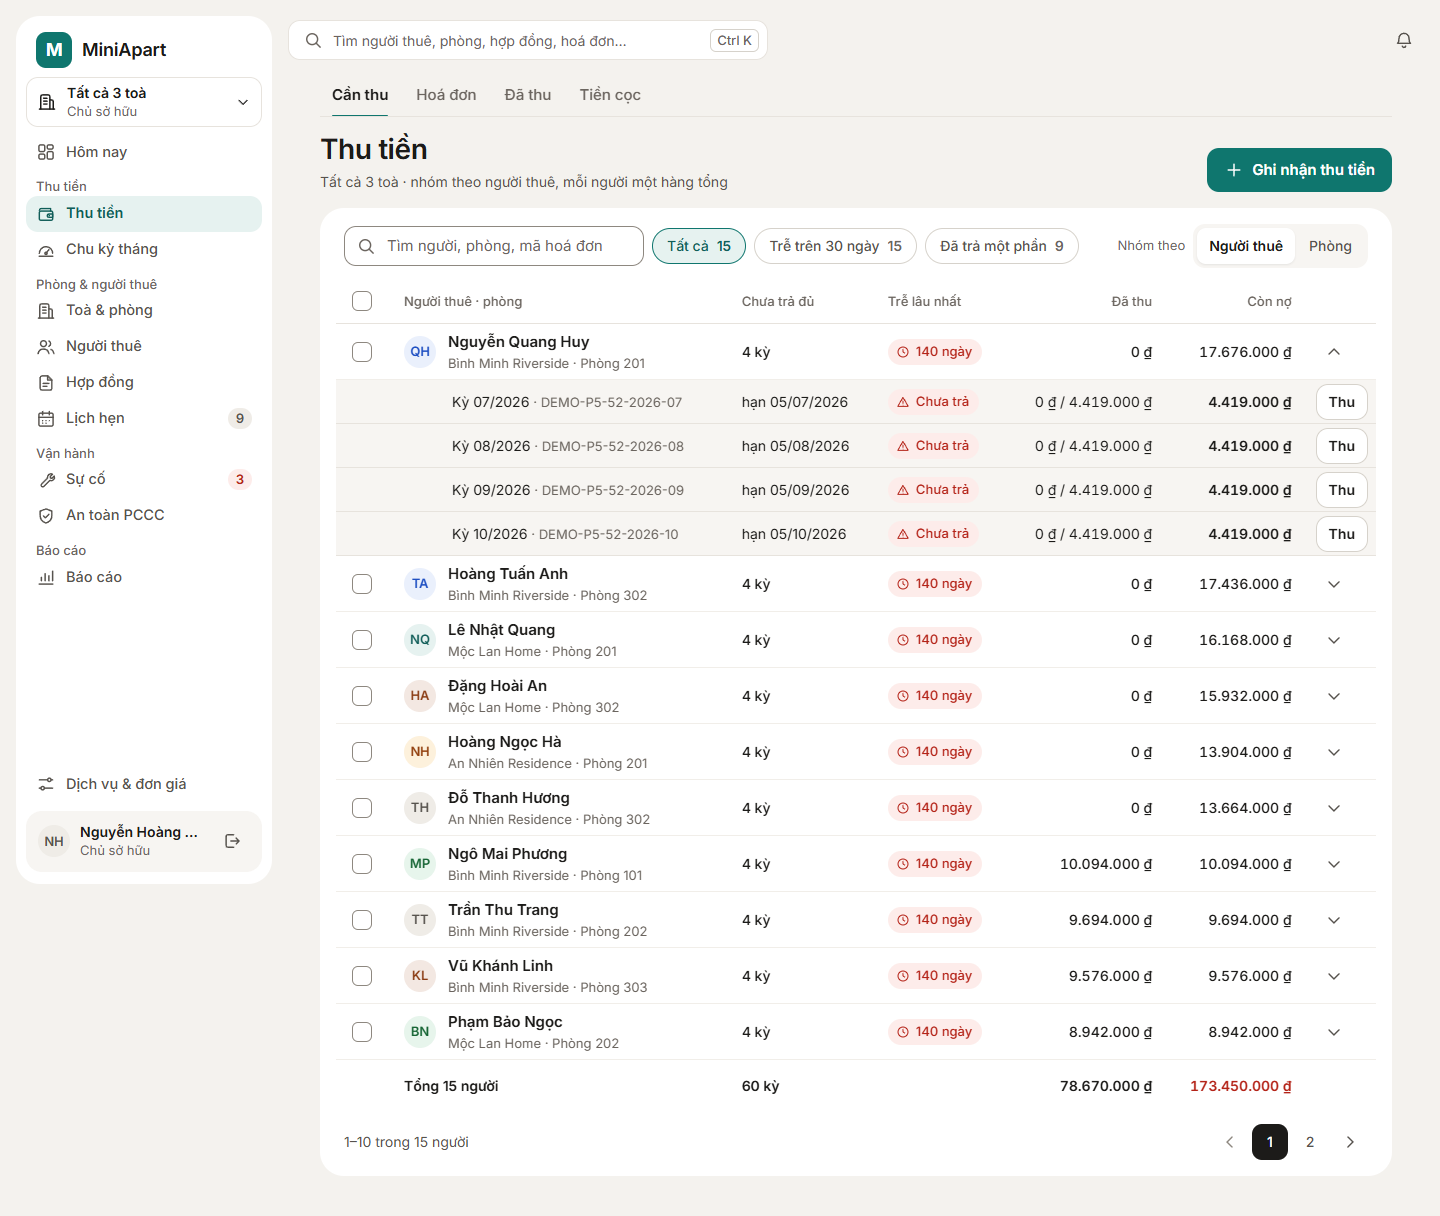 M MiniApart
Tất cả 3 toà
Chủ sở hữu
Hôm nay
Thu tiền
Thu tiền
Chu kỳ tháng
Phòng & người thuê
Toà & phòng
Người thuê
Hợp đồng
Lịch hẹn 9
Vận hành
Sự cố 3
An toàn PCCC
Báo cáo
Báo cáo
Dịch vụ & đơn giá
NH Nguyễn Hoàng ...
Chủ sở hữu
Tìm người thuê, phòng, hợp đồng, hoá đơn... Ctrl K
Cần thu Hoá đơn Đã thu Tiền cọc
Thu tiền
Tất cả 3 toà · nhóm theo người thuê, mỗi người một hàng tổng
Ghi nhận thu tiền
Tìm người, phòng, mã hoá đơn Tất cả 15 Trễ trên 30 ngày 15 Đã trả một phần 9 Nhóm theo Người thuê Phòng
Người thuê · phòng Chưa trả đủ Trễ lâu nhất Đã thu Còn nợ
QH Nguyễn Quang Huy 4 kỳ 140 ngày 0 ₫ 17.676.000 ₫
Bình Minh Riverside · Phòng 201
Kỳ 07/2026 · DEMO-P5-52-2026-07 hạn 05/07/2026 Chưa trả 0 ₫ / 4.419.000 ₫ 4.419.000 ₫ Thu
Kỳ 08/2026 · DEMO-P5-52-2026-08 hạn 05/08/2026 Chưa trả 0 ₫ / 4.419.000 ₫ 4.419.000 ₫ Thu
Kỳ 09/2026 · DEMO-P5-52-2026-09 hạn 05/09/2026 Chưa trả 0 ₫ / 4.419.000 ₫ 4.419.000 ₫ Thu
Kỳ 10/2026 · DEMO-P5-52-2026-10 hạn 05/10/2026 Chưa trả 0 ₫ / 4.419.000 ₫ 4.419.000 ₫ Thu
TA Hoàng Tuấn Anh 4 kỳ 140 ngày 0 ₫ 17.436.000 ₫
Bình Minh Riverside · Phòng 302
NQ Lê Nhật Quang 4 kỳ 140 ngày 0 ₫ 16.168.000 ₫
Mộc Lan Home · Phòng 201
HA Đặng Hoài An 4 kỳ 140 ngày 0 ₫ 15.932.000 ₫
Mộc Lan Home · Phòng 302
NH Hoàng Ngọc Hà 4 kỳ 140 ngày 0 ₫ 13.904.000 ₫
An Nhiên Residence · Phòng 201
TH Đỗ Thanh Hương 4 kỳ 140 ngày 0 ₫ 13.664.000 ₫
An Nhiên Residence · Phòng 302
MP Ngô Mai Phương 4 kỳ 140 ngày 10.094.000 ₫ 10.094.000 ₫
Bình Minh Riverside · Phòng 101
TT Trần Thu Trang 4 kỳ 140 ngày 9.694.000 ₫ 9.694.000 ₫
Bình Minh Riverside · Phòng 202
KL Vũ Khánh Linh 4 kỳ 140 ngày 9.576.000 ₫ 9.576.000 ₫
Bình Minh Riverside · Phòng 303
BN Phạm Bảo Ngọc 4 kỳ 140 ngày 8.942.000 ₫ 8.942.000 ₫
Mộc Lan Home · Phòng 202
Tổng 15 người 60 kỳ 78.670.000 ₫ 173.450.000 ₫
1–10 trong 15 người 1 2